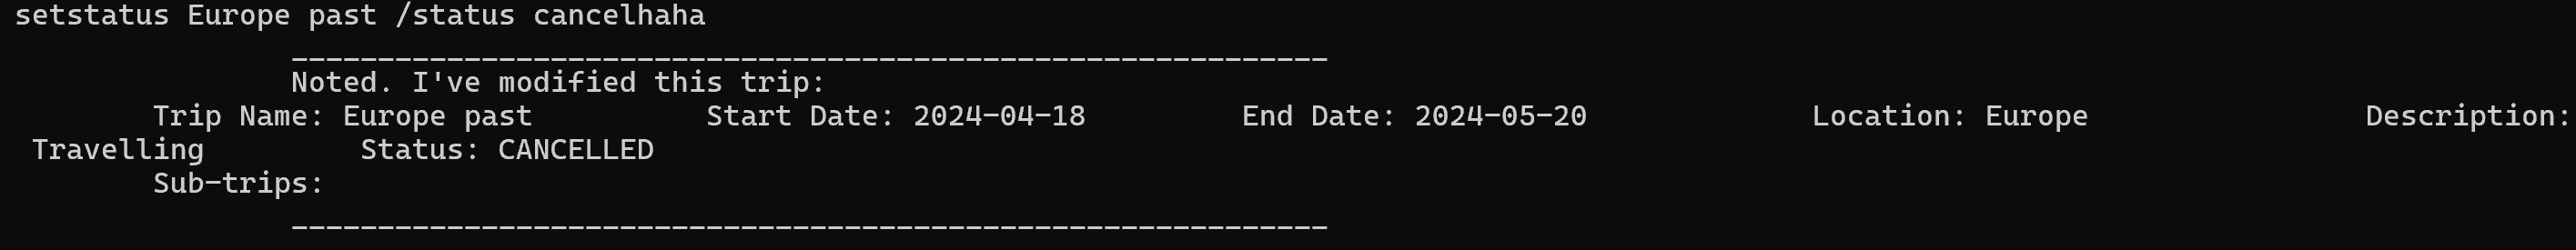 setstatus Europe past /status cancelhaha
____________________________________________________________
Noted. I've modified this trip:
Trip Name: Europe past Start Date: 2024-04-18 End Date: 2024-05-20 Location: Europe Description:
Travelling Status: CANCELLED
Sub-trips:
____________________________________________________________